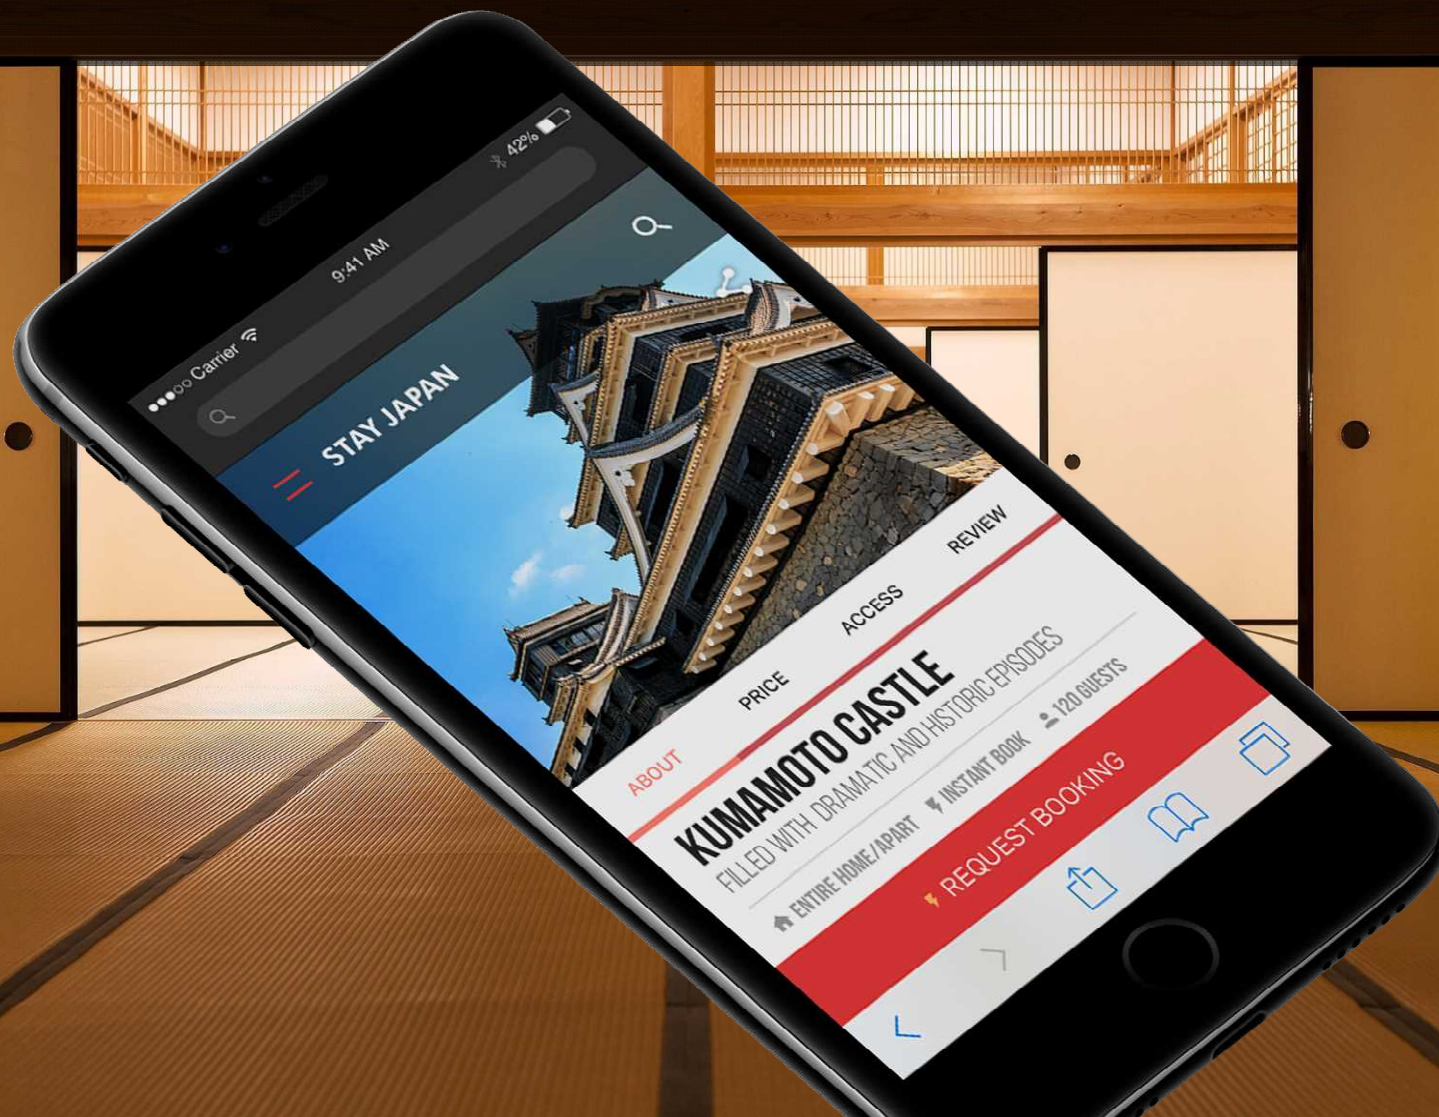 ●●●○○ Carrier 9:41 AM 42%
STAY JAPAN
ABOUT PRICE ACCESS REVIEW
KUMAMOTO CASTLE
FILLED WITH DRAMATIC AND HISTORIC EPISODES
ENTIRE HOME/APART INSTANT BOOK 120 GUESTS
REQUEST BOOKING